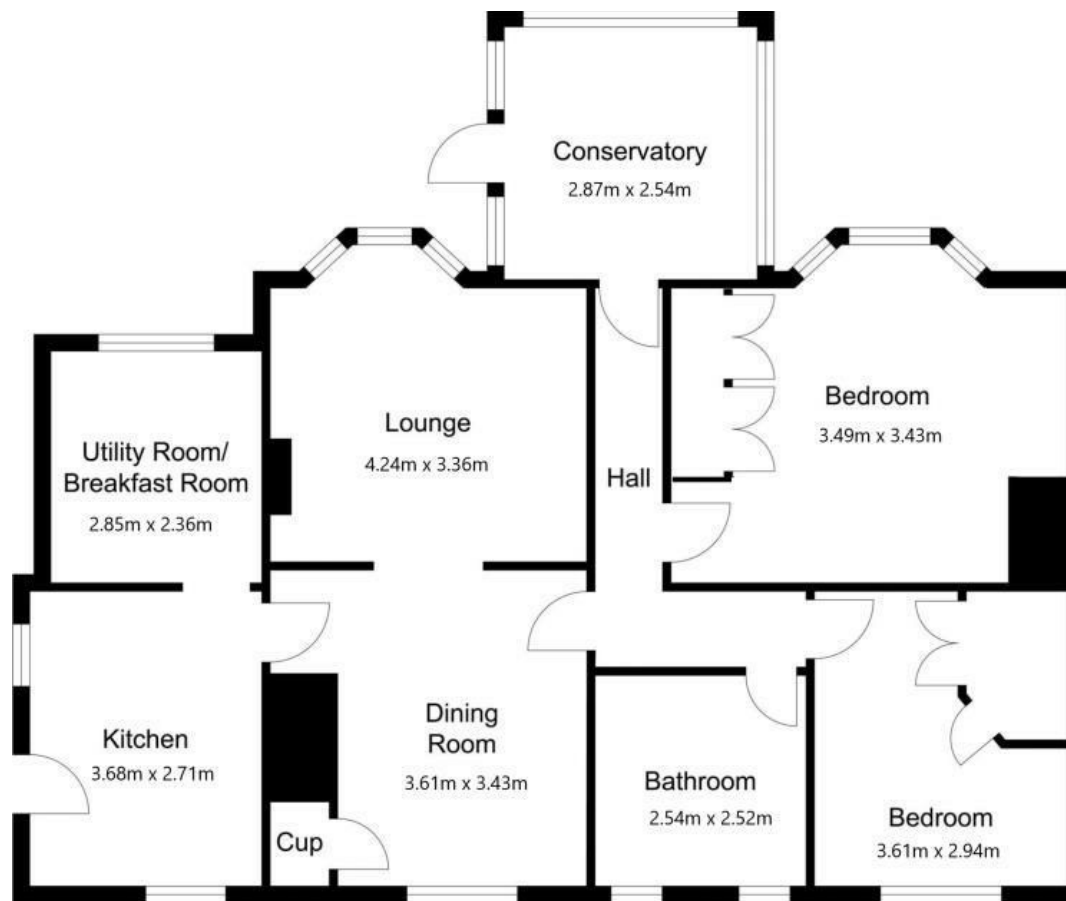 Conservatory
2.87m x 2.54m
Utility Room/
Breakfast Room
2.85m x 2.36m
Lounge
4.24m x 3.36m
Hall
Bedroom
3.49m x 3.43m
Kitchen
3.68m x 2.71m
Dining
Room
3.61m x 3.43m
Cup
Bathroom
2.54m x 2.52m
Bedroom
3.61m x 2.94m